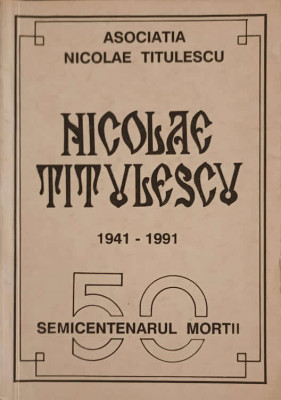 ASOCIATIA
NICOLAE TITULESCU
NICOLAE
TITULESCU
1941 - 1991
50
SEMICENTENARUL MORTII